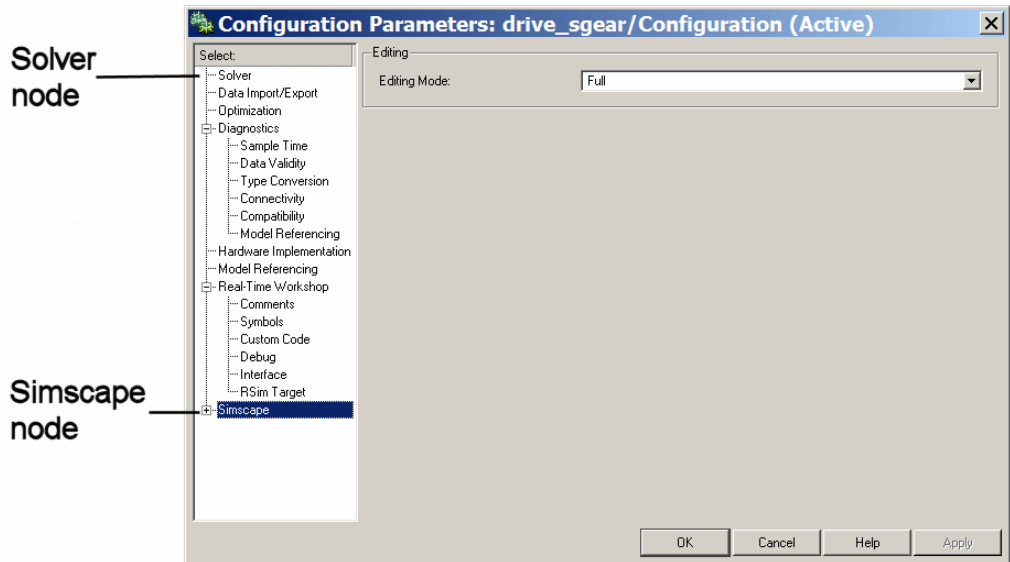 Configuration Parameters: drive_sgear/Configuration (Active)
Solver
node
Select:
Solver
Data Import/Export
Optimization
Diagnostics
Sample Time
Data Validity
Type Conversion
Connectivity
Compatibility
Model Referencing
Hardware Implementation
Model Referencing
Real-Time Workshop
Comments
Symbols
Custom Code
Debug
Interface
RSim Target
Simscape
Simscape
node
Editing
Editing Mode:
Full
OK
Cancel
Help
Apply